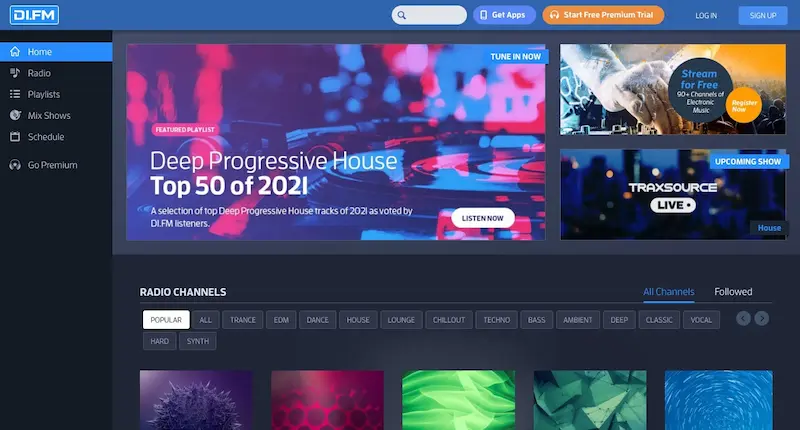 DI.FM
Get Apps
Start Free Premium Trial
LOG IN
SIGN UP
Home
Radio
Playlists
Mix Shows
Schedule
Go Premium
TUNE IN NOW
FEATURED PLAYLIST
Deep Progressive House
Top 50 of 2021
A selection of top Deep Progressive House tracks of 2021 as voted by
DI.FM listeners.
LISTEN NOW
Stream
for Free
90+ Channels of
Electronic
Music
Register
Now
UPCOMING SHOW
TRAXSOURCE
LIVE
House
RADIO CHANNELS
All Channels
Followed
POPULAR
ALL
TRANCE
EDM
DANCE
HOUSE
LOUNGE
CHILLOUT
TECHNO
BASS
AMBIENT
DEEP
CLASSIC
VOCAL
HARD
SYNTH